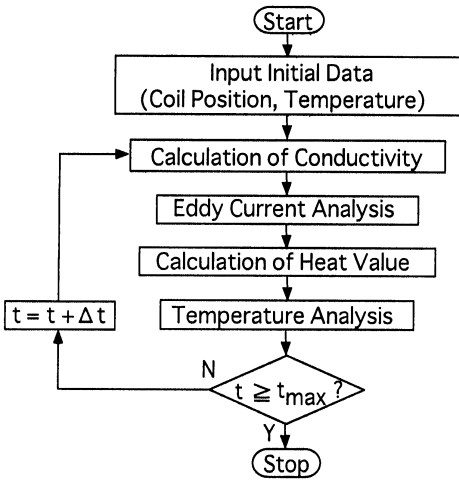 Start
Input Initial Data
(Coil Position, Temperature)
Calculation of Conductivity
Eddy Current Analysis
Calculation of Heat Value
Temperature Analysis
t = t + Δt
N
t ≧ tmax ?
Y
Stop